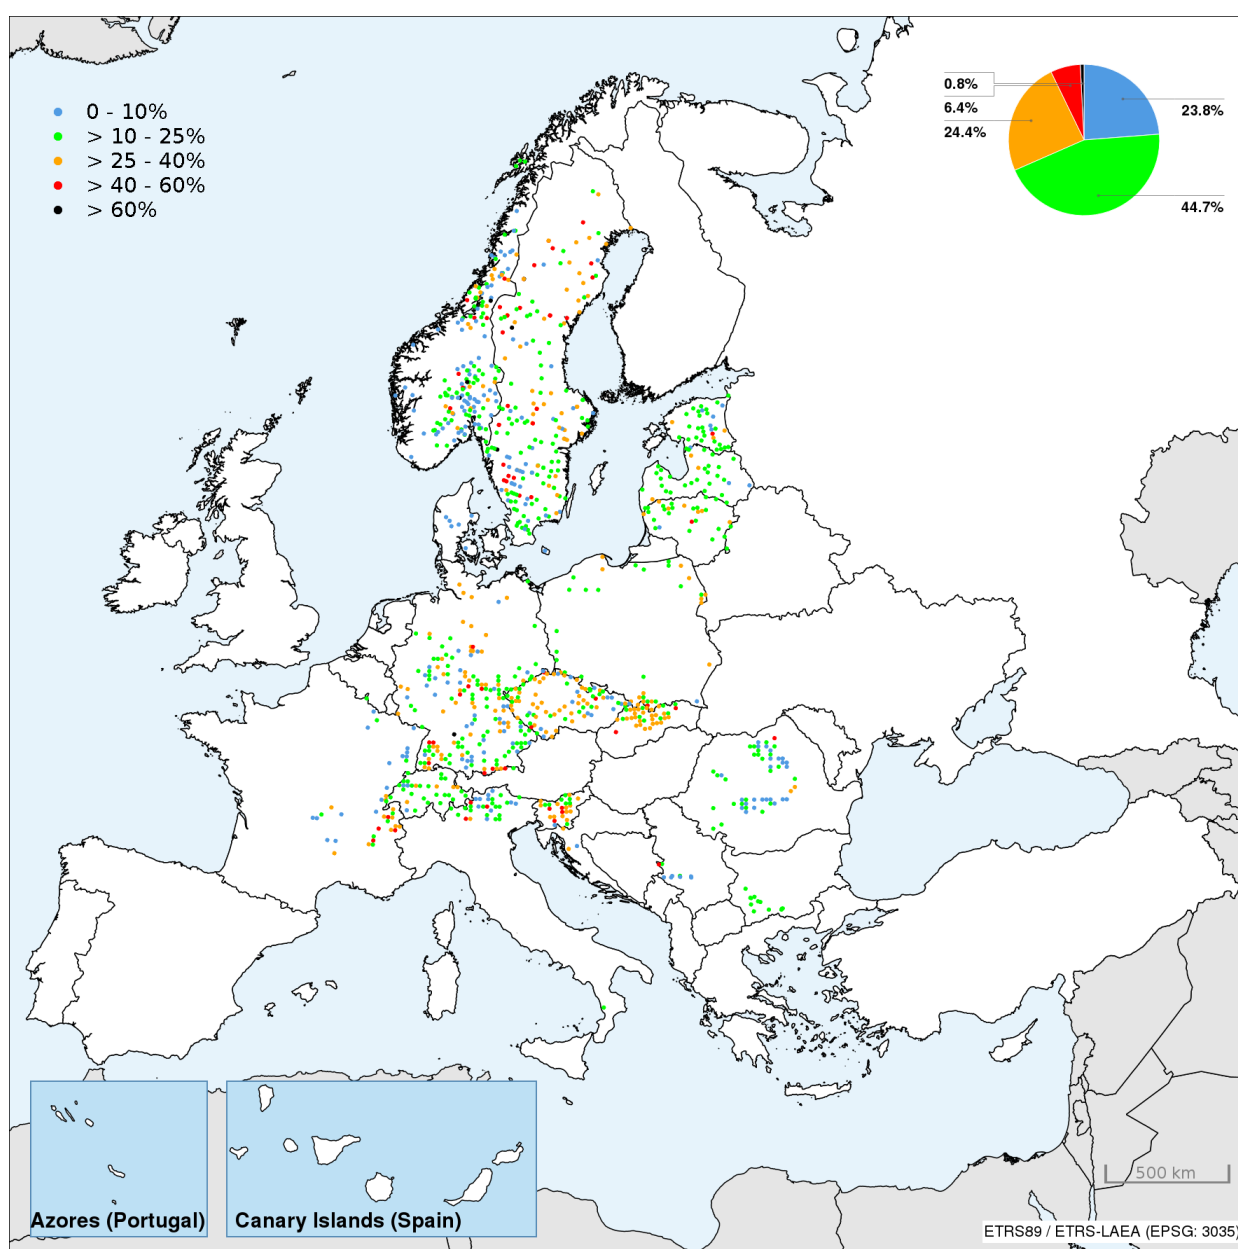 0 - 10%
> 10 - 25%
> 25 - 40%
> 40 - 60%
> 60%
0.8%
6.4%
24.4%
23.8%
44.7%
Azores (Portugal)
Canary Islands (Spain)
500 km
ETRS89 / ETRS-LAEA (EPSG: 3035)